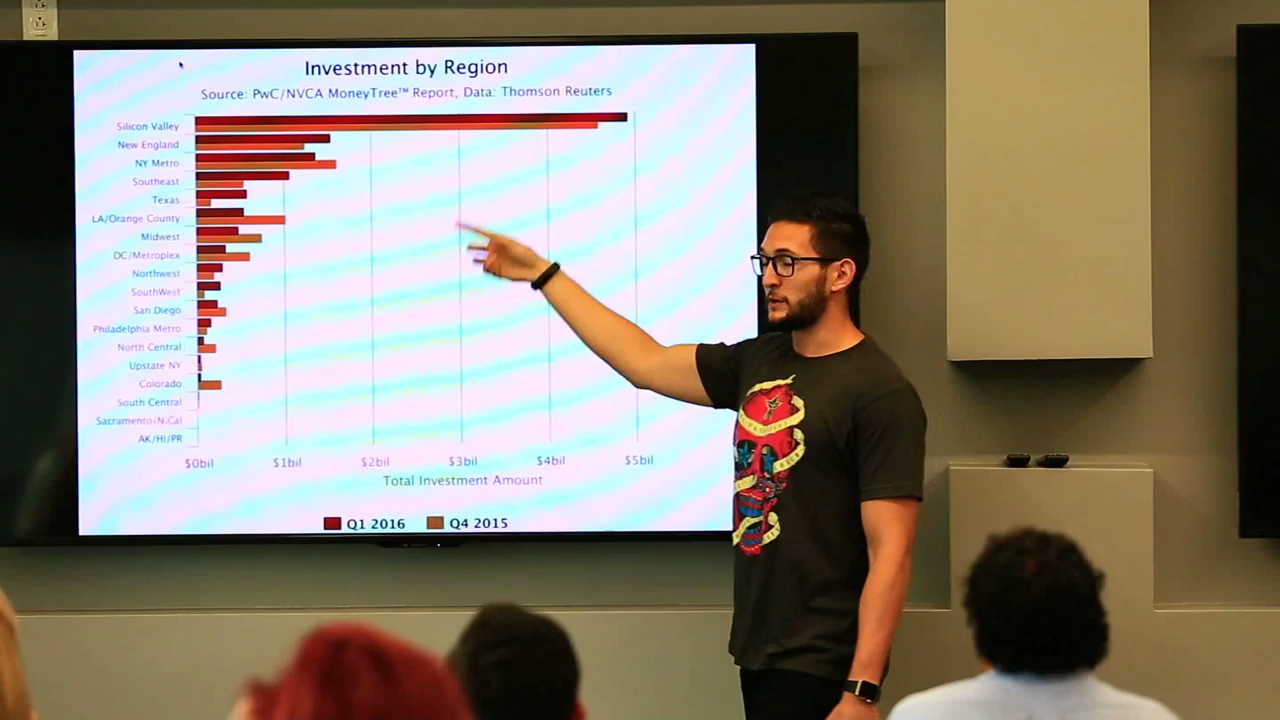 Investment by Region
Source: PwC/NVCA MoneyTree™ Report, Data: Thomson Reuters
Silicon Valley
New England
NY Metro
Southeast
Texas
LA/Orange County
Midwest
DC/Metroplex
Northwest
SouthWest
San Diego
Philadelphia Metro
North Central
Upstate NY
Colorado
South Central
Sacramento/N.Cal
AK/HI/PR
$0bil $1bil $2bil $3bil $4bil $5bil
Total Investment Amount
Q1 2016 Q4 2015